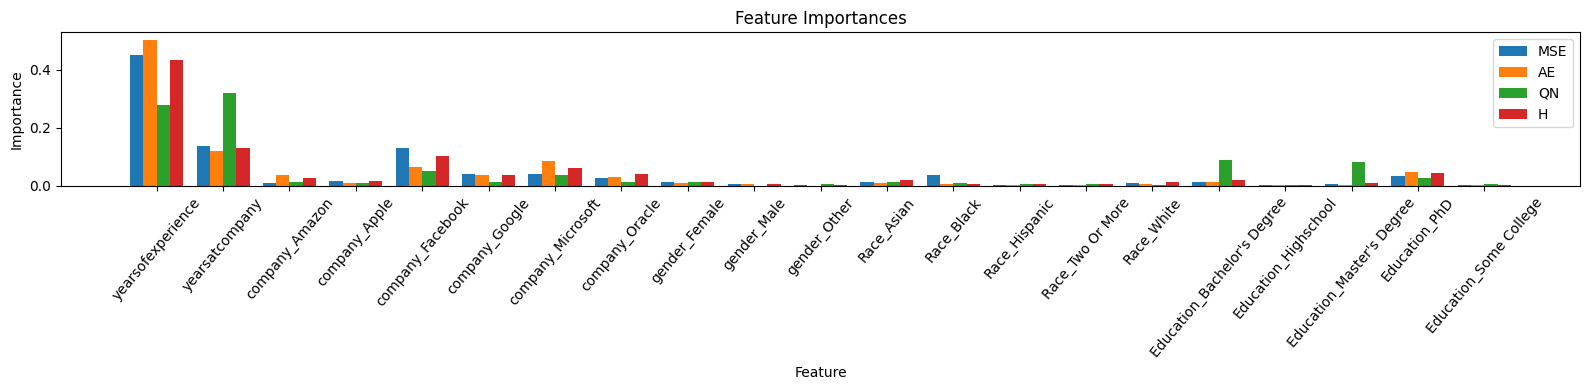 Feature Importances
Importance
0.4
0.2
0.0
MSE
AE
QN
H
yearsofexperience
yearsatcompany
company_Amazon
company_Apple
company_Facebook
company_Google
company_Microsoft
company_Oracle
gender_Female
gender_Male
gender_Other
Race_Asian
Race_Black
Race_Hispanic
Race_Two Or More
Race_White
Education_Bachelor's Degree
Education_Highschool
Education_Master's Degree
Education_PhD
Education_Some College
Feature